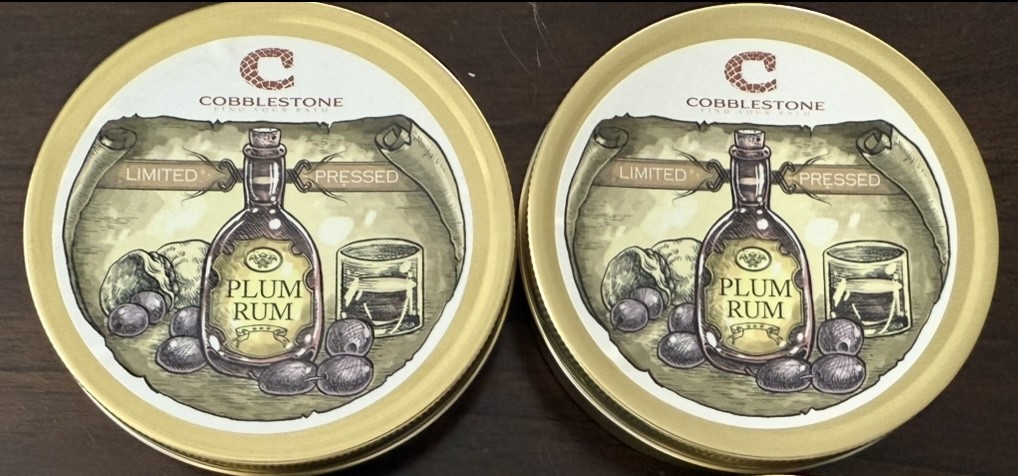 C
COBBLESTONE
FIND YOUR PATH
LIMITED
PRESSED
PLUM
RUM
C
COBBLESTONE
FIND YOUR PATH
LIMITED
PRESSED
PLUM
RUM